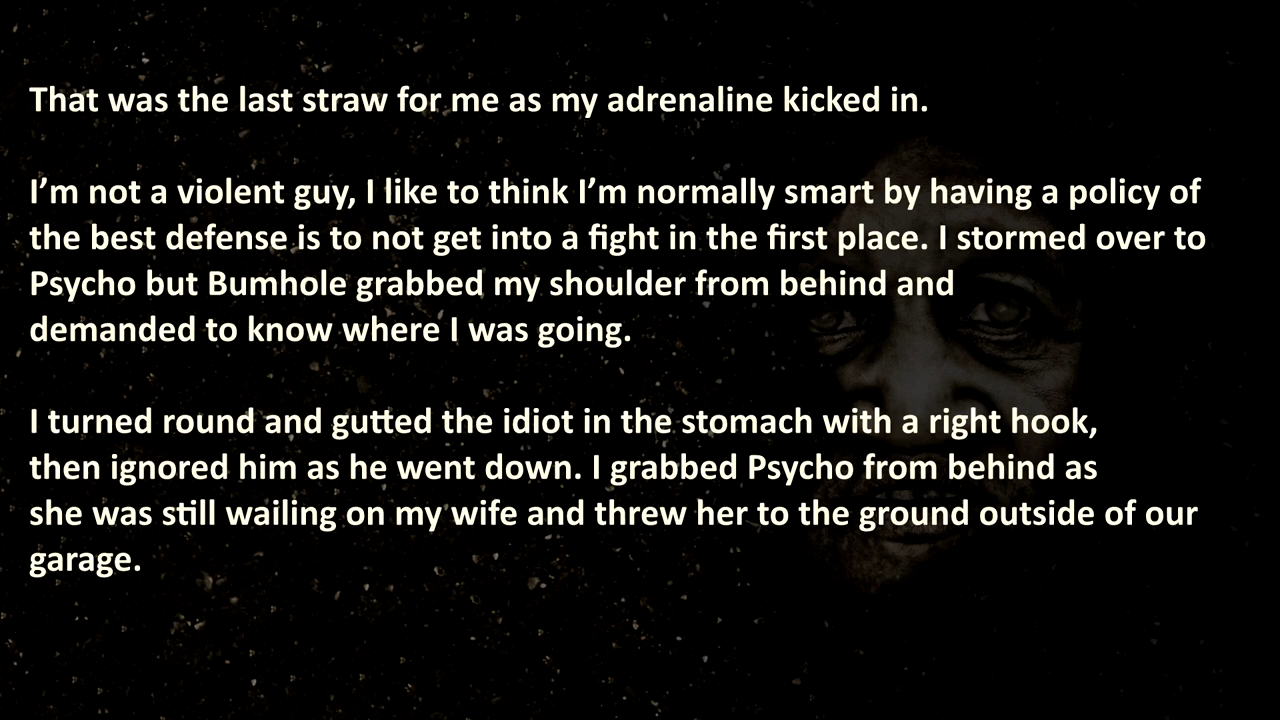 That was the last straw for me as my adrenaline kicked in.
I’m not a violent guy, I like to think I’m normally smart by having a policy of
the best defense is to not get into a fight in the first place. I stormed over to
Psycho but Bumhole grabbed my shoulder from behind and
demanded to know where I was going.
I turned round and gutted the idiot in the stomach with a right hook,
then ignored him as he went down. I grabbed Psycho from behind as
she was still wailing on my wife and threw her to the ground outside of our
garage.